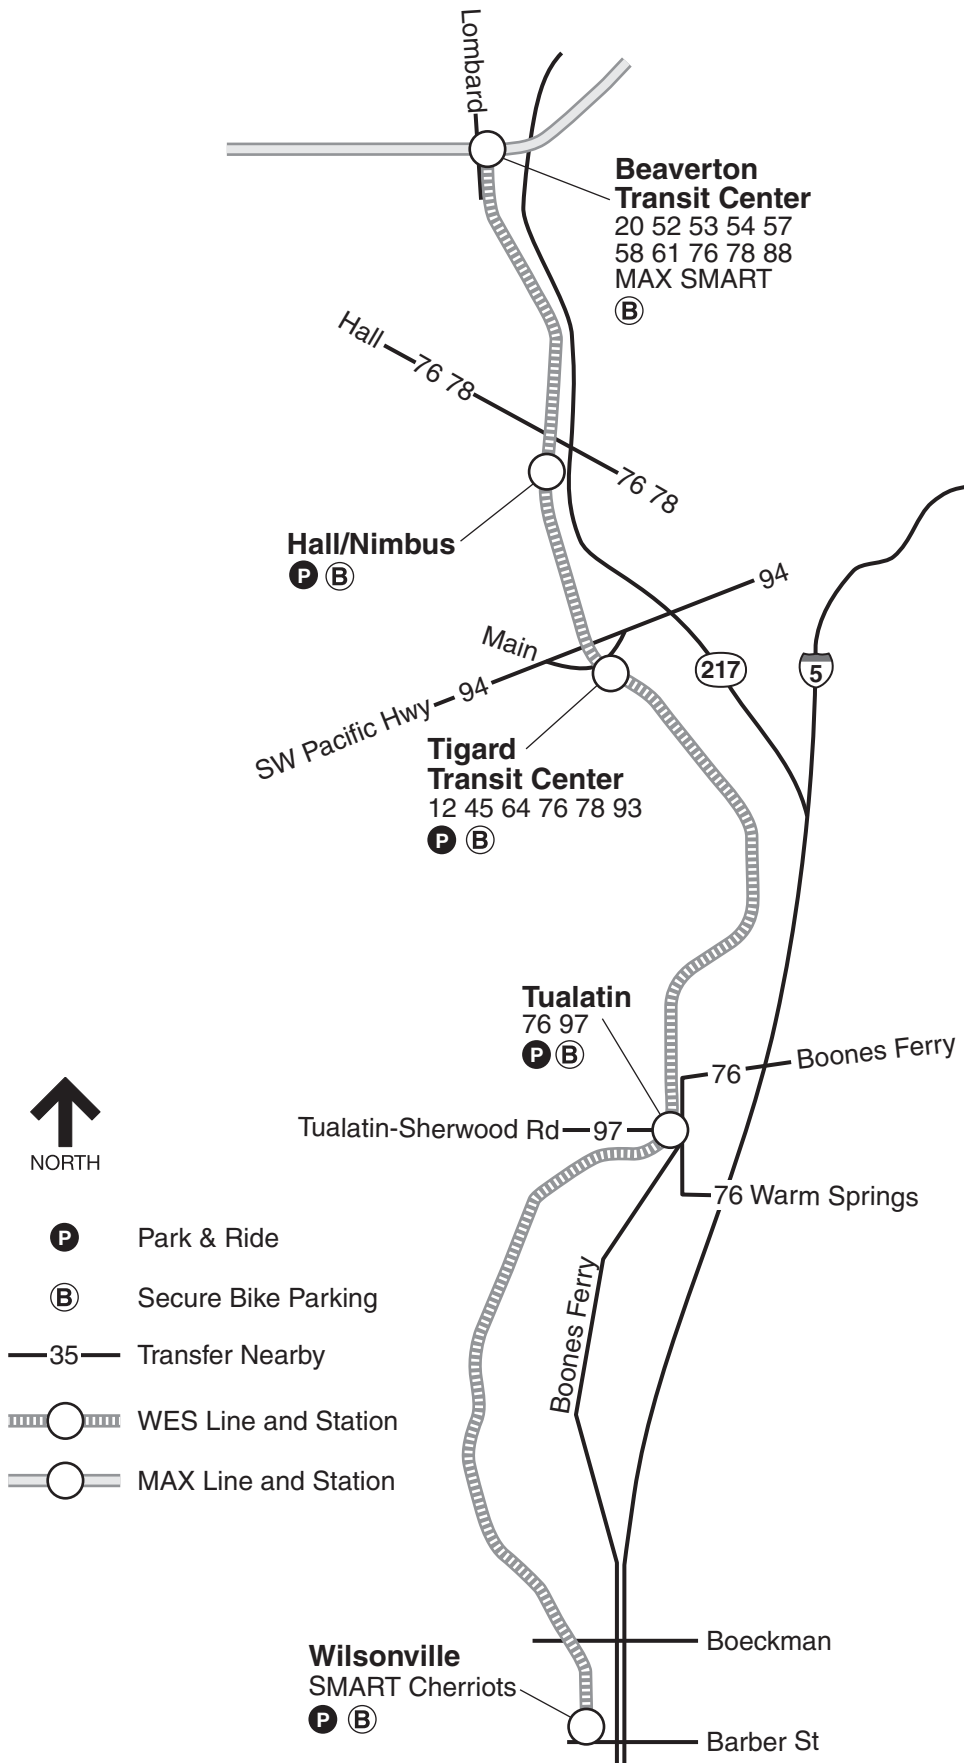 Lombard
Beaverton
Transit Center
20 52 53 54 57
58 61 76 78 88
MAX SMART
B
Hall
76 78
76 78
Hall/Nimbus
P B
94
Main
94
SW Pacific Hwy
217
5
Tigard
Transit Center
12 45 64 76 78 93
P B
Tualatin
76 97
P B
76
Boones Ferry
Tualatin-Sherwood Rd
97
76
Warm Springs
NORTH
P Park & Ride
B Secure Bike Parking
35 Transfer Nearby
WES Line and Station
MAX Line and Station
Boones Ferry
Boeckman
Wilsonville
SMART Cherriots
P B
Barber St